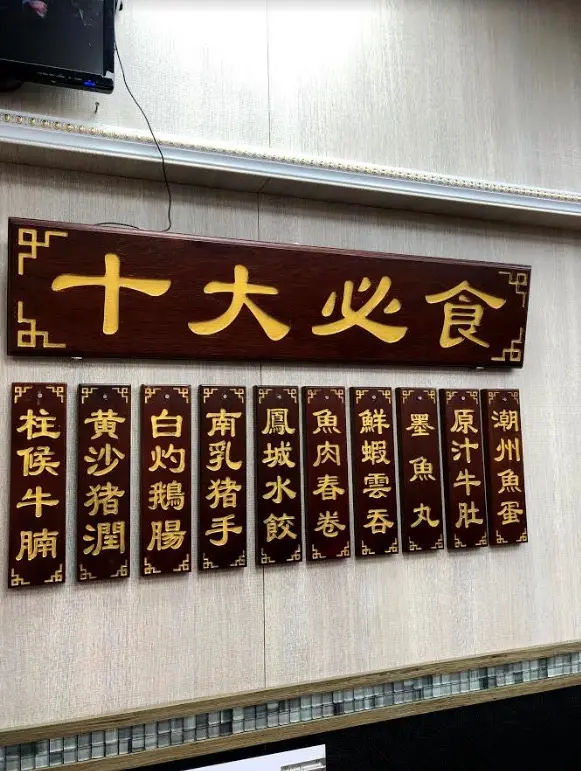 十大必食
柱侯牛腩
黃沙猪潤
白灼鵝腸
南乳猪手
鳳城水餃
魚肉春卷
鮮蝦雲吞
墨魚丸
原汁牛肚
潮州魚蛋